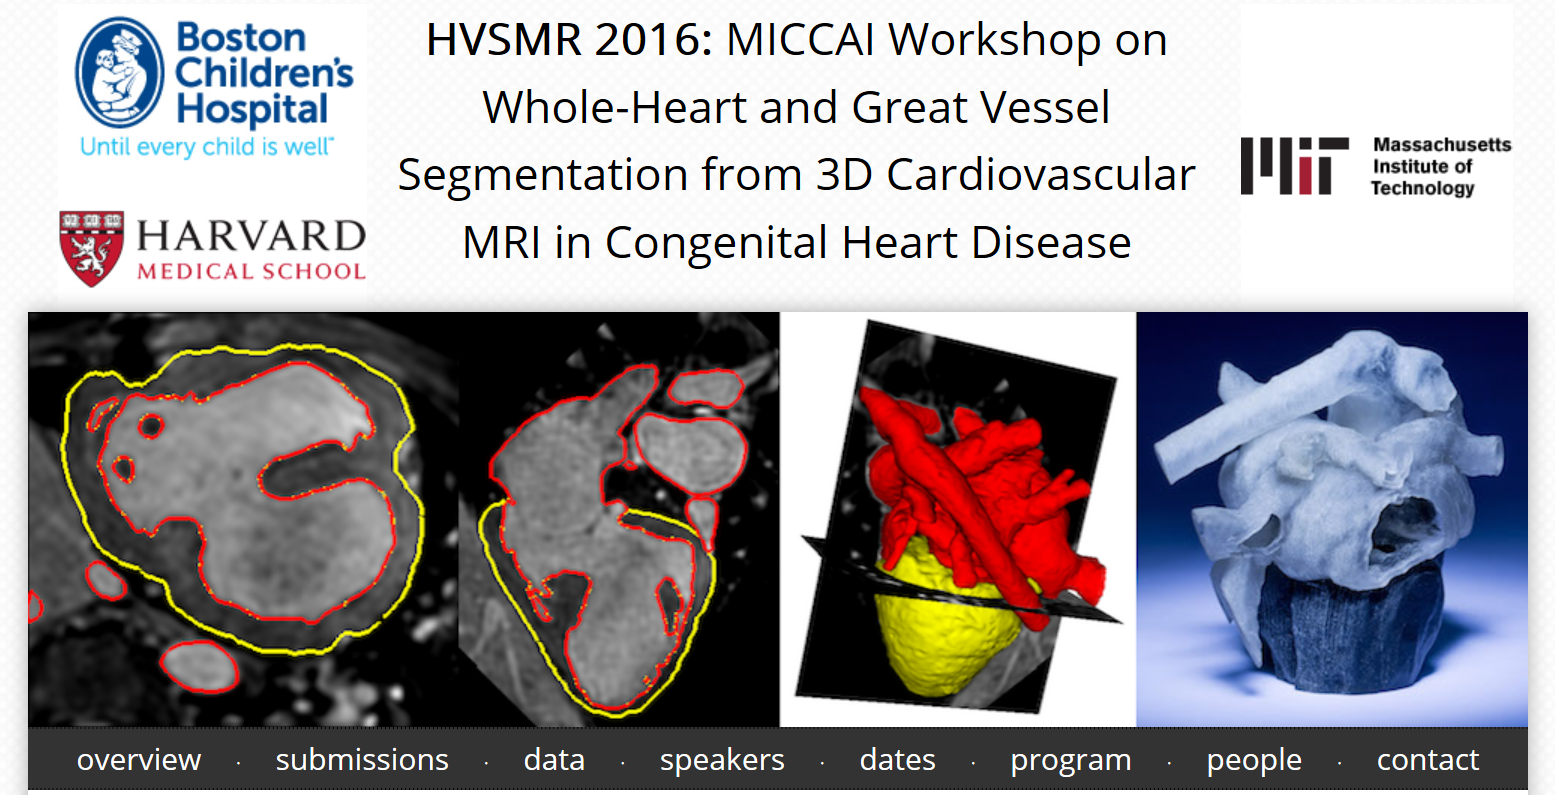 Boston
Children's
Hospital
Until every child is well™
HARVARD
MEDICAL SCHOOL
HVSMR 2016: MICCAI Workshop on
Whole-Heart and Great Vessel
Segmentation from 3D Cardiovascular
MRI in Congenital Heart Disease
MIT
Massachusetts
Institute of
Technology
overview · submissions · data · speakers · dates · program · people · contact